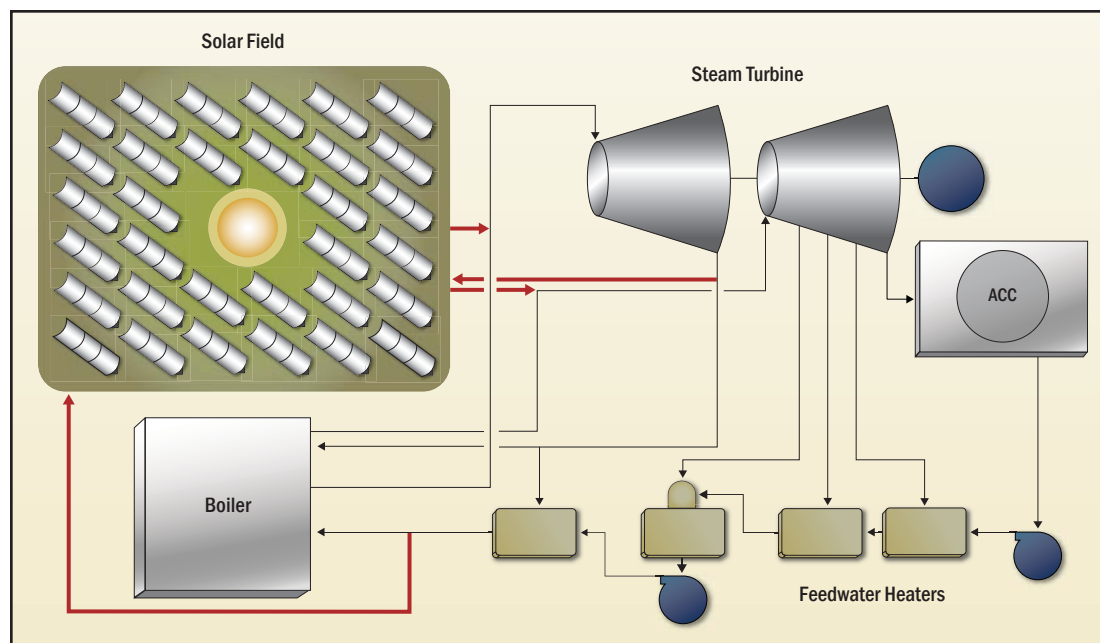 Solar Field
Steam Turbine
ACC
Boiler
Feedwater Heaters